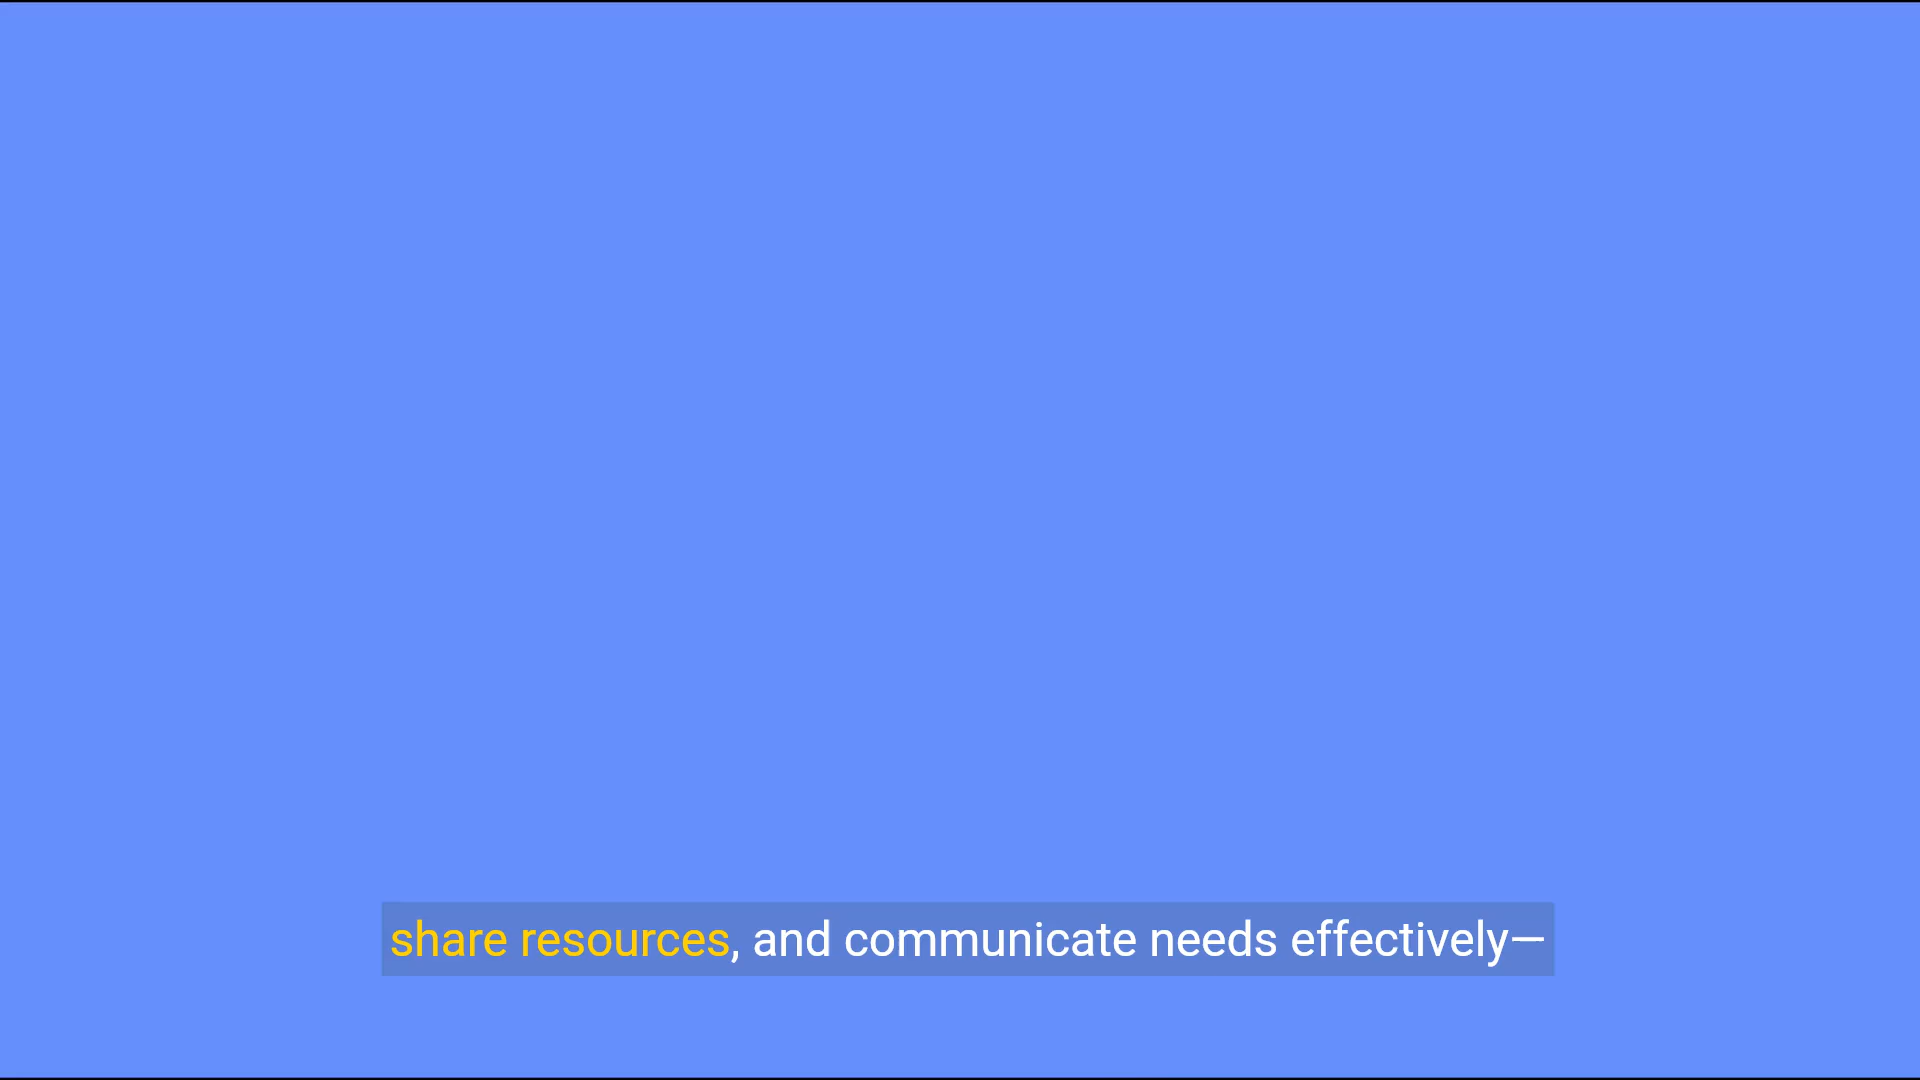 share resources, and communicate needs effectively—